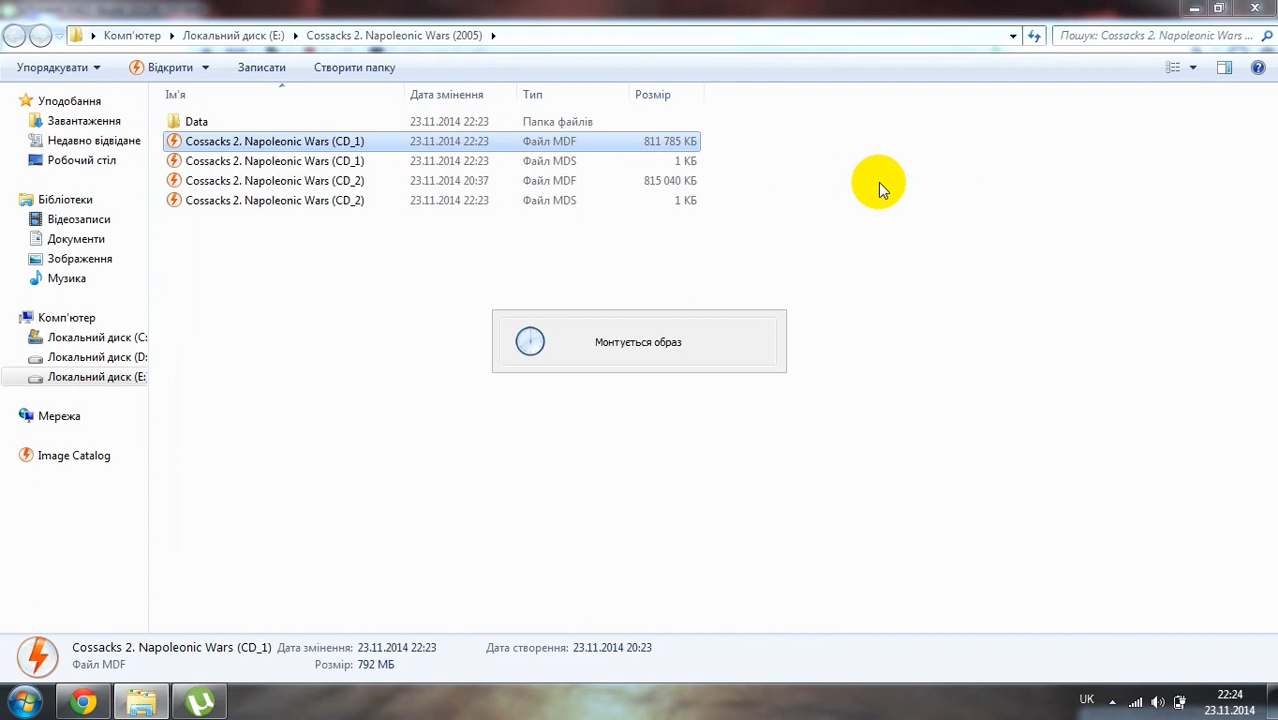 Комп'ютер
Локальний диск (E:)
Cossacks 2. Napoleonic Wars (2005)
Пошук: Cossacks 2. Napoleonic Wars ...
Упорядкувати
Відкрити
Записати
Створити папку
Ім'я
Дата змінення
Тип
Розмір
Уподобання
Завантаження
Недавно відвідане
Робочий стіл
Бібліотеки
Відеозаписи
Документи
Зображення
Музика
Комп'ютер
Локальний диск (C:
Локальний диск (D:
Локальний диск (E:
Мережа
Image Catalog
Data 23.11.2014 22:23 Папка файлів
Cossacks 2. Napoleonic Wars (CD_1) 23.11.2014 22:23 Файл MDF 811 785 КБ
Cossacks 2. Napoleonic Wars (CD_1) 23.11.2014 22:23 Файл MDS 1 КБ
Cossacks 2. Napoleonic Wars (CD_2) 23.11.2014 20:37 Файл MDF 815 040 КБ
Cossacks 2. Napoleonic Wars (CD_2) 23.11.2014 22:23 Файл MDS 1 КБ
Монтується образ
Cossacks 2. Napoleonic Wars (CD_1) Дата змінення: 23.11.2014 22:23 Дата створення: 23.11.2014 20:23
Файл MDF Розмір: 792 МБ
UK
22:24
23.11.2014